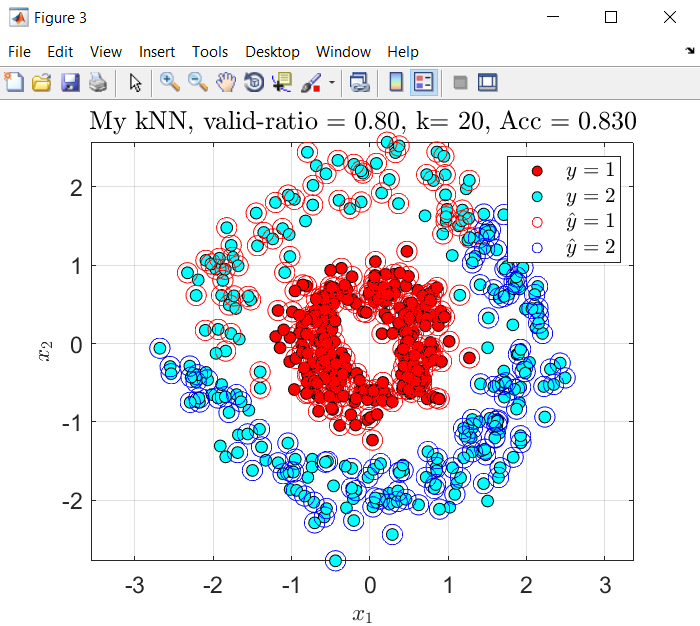 Figure 3
File Edit View Insert Tools Desktop Window Help
My kNN, valid-ratio = 0.80, k= 20, Acc = 0.830
y = 1
y = 2
ŷ = 1
ŷ = 2
2
1
0
-1
-2
x₂
-3 -2 -1 0 1 2 3
x₁